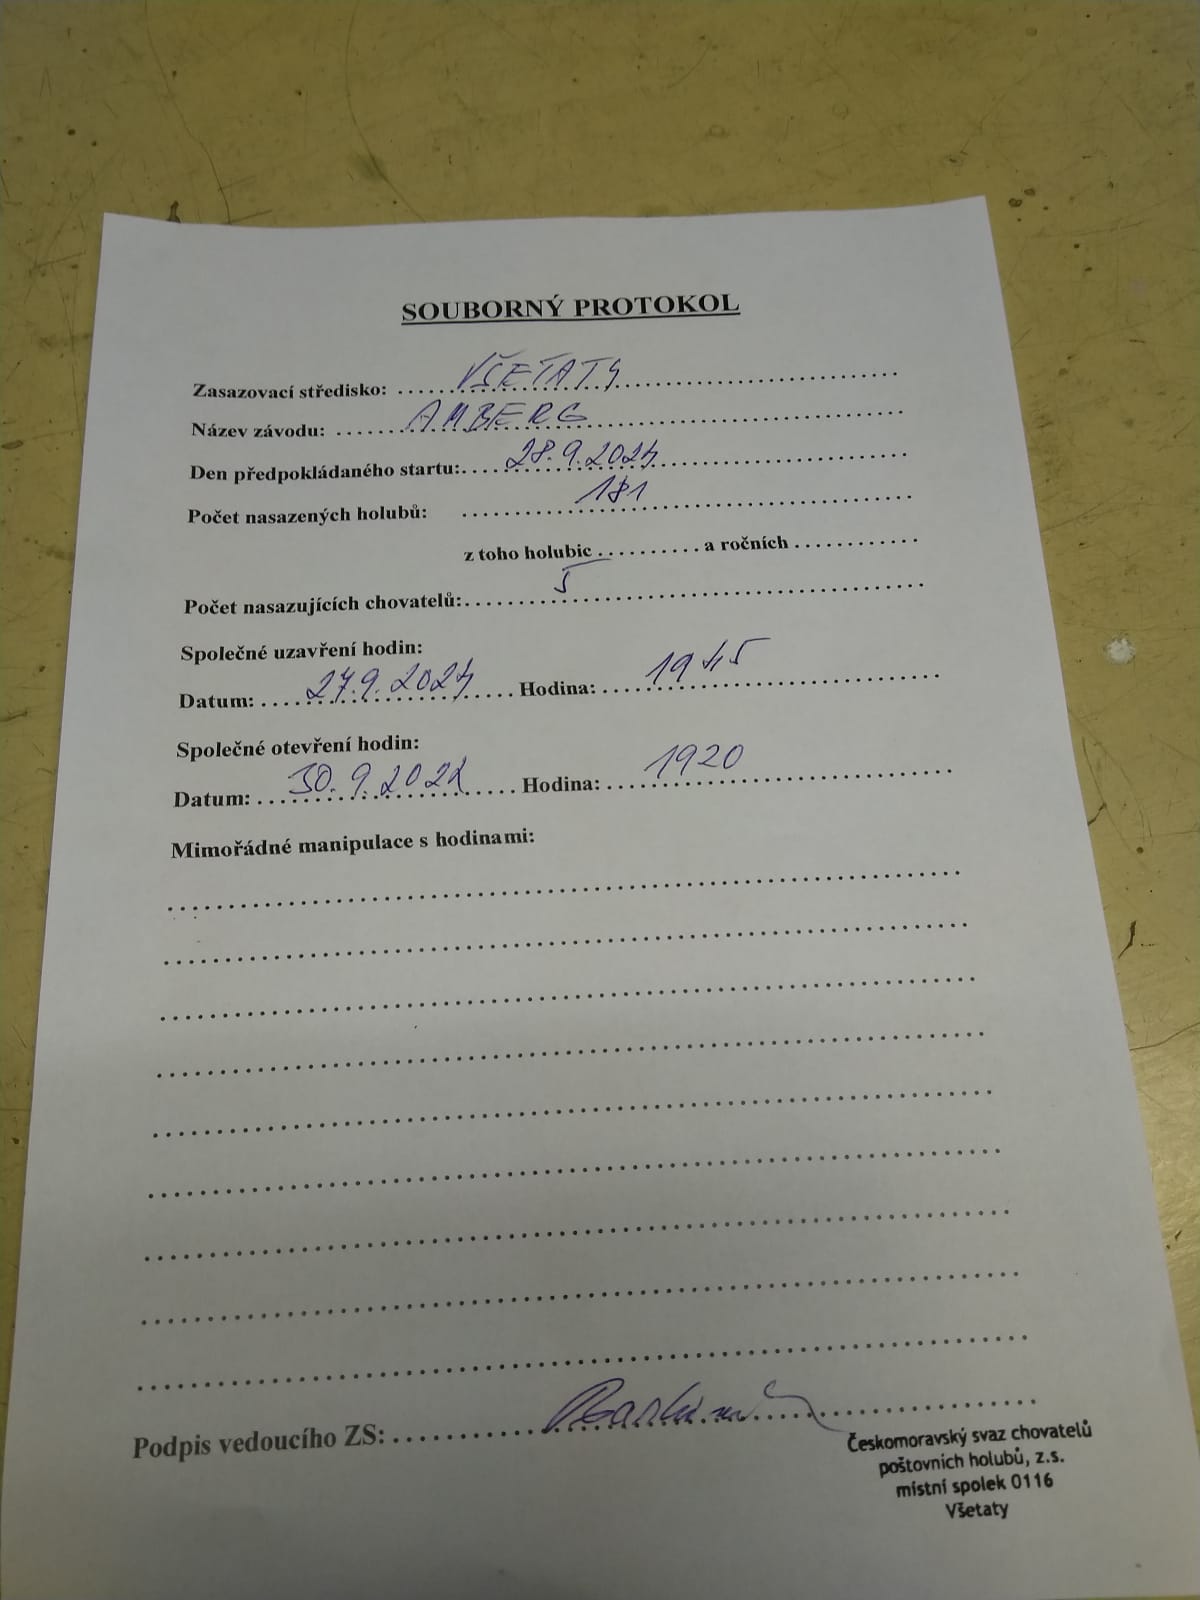 SOUBORNÝ PROTOKOL
Zasazovací středisko: ....VŠETATY....
Název závodu: ....AMBERG....
Den předpokládaného startu:....28.9.2024....
Počet nasazených holubů: ....181....
z toho holubic.......... a ročních............
Počet nasazujících chovatelů:....5....
Společné uzavření hodin:
Datum: ....27.9.2024.... Hodina: ....1945....
Společné otevření hodin:
Datum: ....30.9.2024.... Hodina: ....1920....
Mimořádné manipulace s hodinami:
Podpis vedoucího ZS:....
Českomoravský svaz chovatelů
poštovních holubů, z.s.
místní spolek 0116
Všetaty